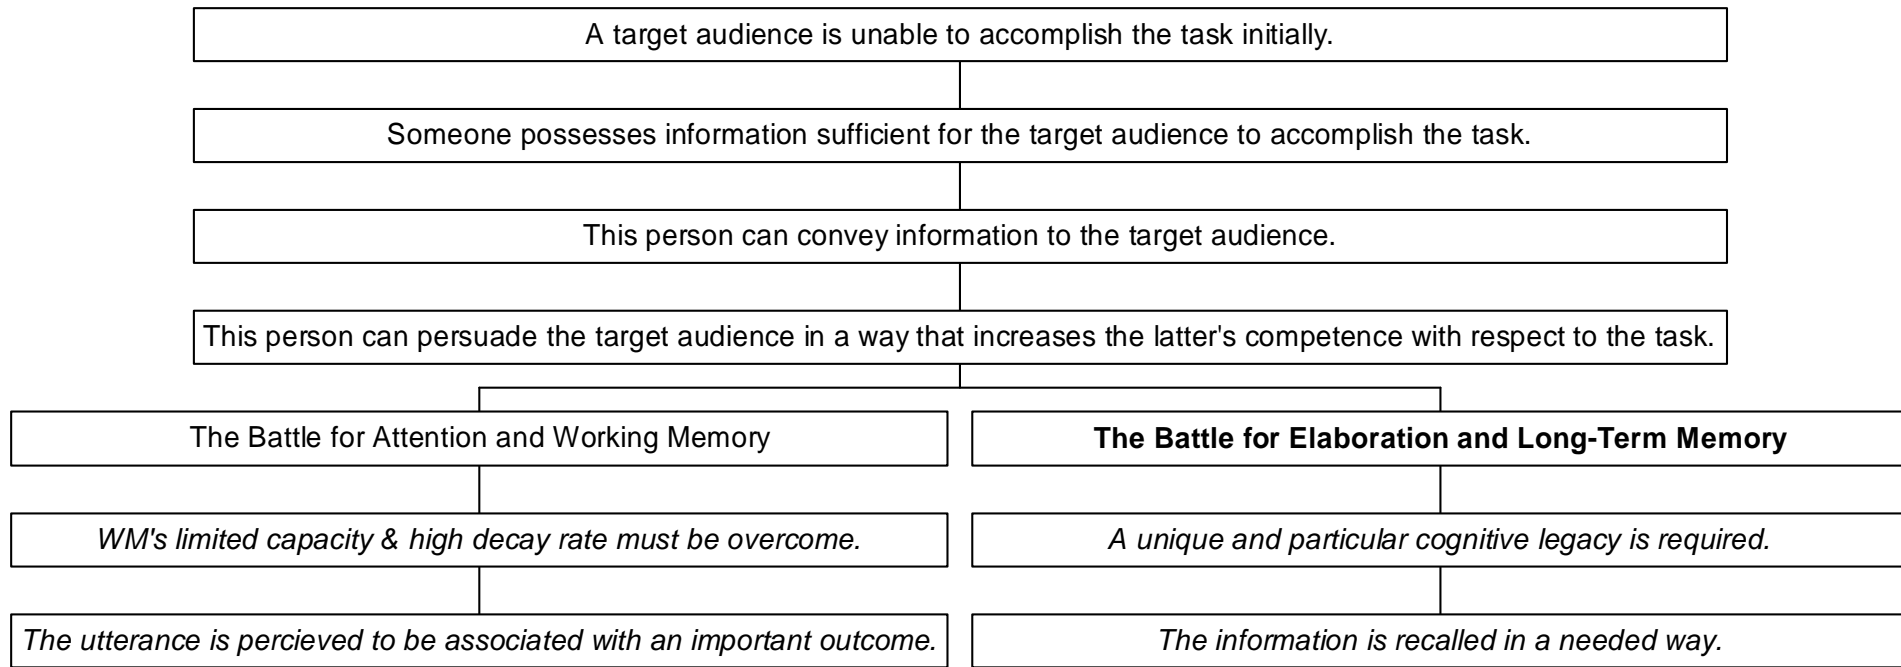 A target audience is unable to accomplish the task initially.
Someone possesses information sufficient for the target audience to accomplish the task.
This person can convey information to the target audience.
This person can persuade the target audience in a way that increases the latter's competence with respect to the task.
The Battle for Attention and Working Memory
The Battle for Elaboration and Long-Term Memory
WM's limited capacity & high decay rate must be overcome.
A unique and particular cognitive legacy is required.
The utterance is percieved to be associated with an important outcome.
The information is recalled in a needed way.